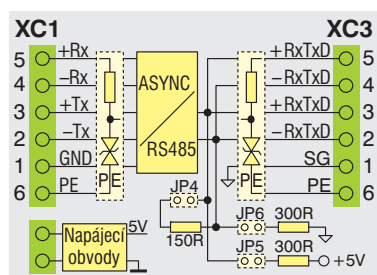 XC1 XC3
5 +Rx +RxTxD 5
4 –Rx ASYNC –RxTxD 4
3 +Tx +RxTxD 3
2 –Tx RS485 –RxTxD 2
1 GND SG 1
6 PE PE PE PE 6
JP4
150R
JP6 300R
JP5 300R
+5V
Napájecí 5V
obvody